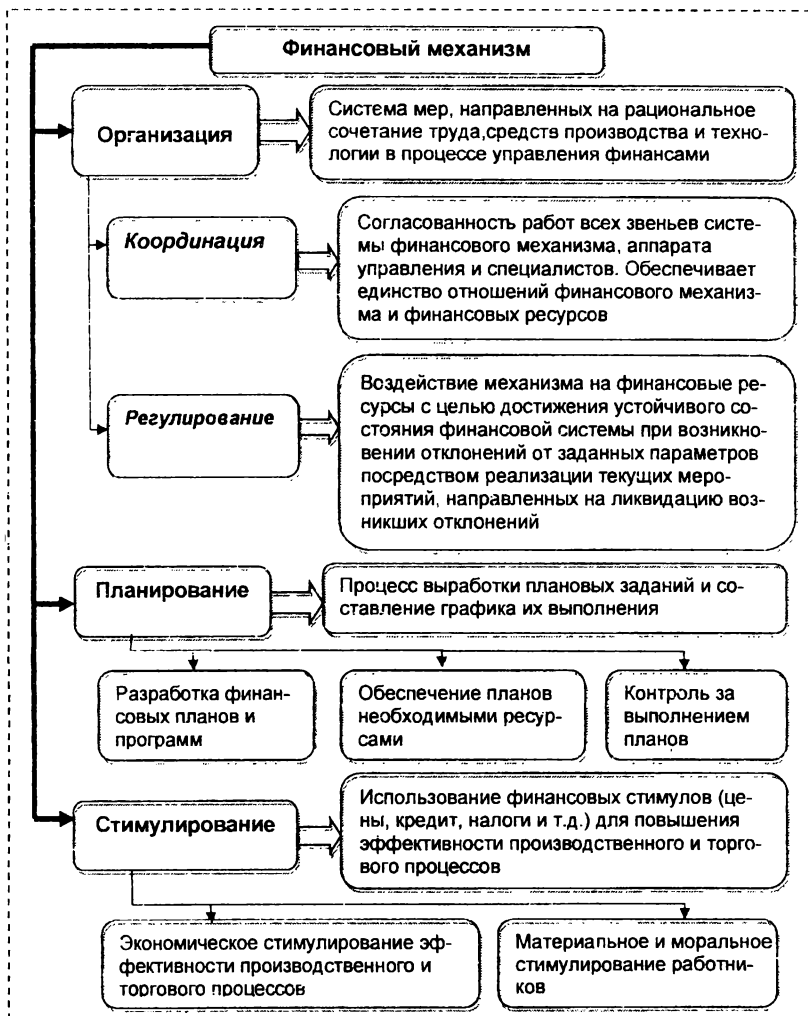 Финансовый механизм
Организация
Система мер, направленных на рациональное
сочетание труда,средств производства и техно-
логии в процессе управления финансами
Координация
Согласованность работ всех звеньев систе-
мы финансового механизма, аппарата
управления и специалистов. Обеспечивает
единство отношений финансового механиз-
ма и финансовых ресурсов
Регулирование
Воздействие механизма на финансовые ре-
сурсы с целью достижения устойчивого со-
стояния финансовой системы при возникно-
вении отклонений от заданных параметров
посредством реализации текущих меро-
приятий, направленных на ликвидацию воз-
никших отклонений
Планирование
Процесс выработки плановых заданий и со-
ставление графика их выполнения
Разработка финан-
совых планов и
программ
Обеспечение планов
необходимыми ресур-
сами
Контроль за
выполнением
планов
Стимулирование
Использование финансовых стимулов (це-
ны, кредит, налоги и т.д.) для повышения
эффективности производственного и торго-
вого процессов
Экономическое стимулирование эф-
фективности производственного и
торгового процессов
Материальное и моральное
стимулирование работни-
ков